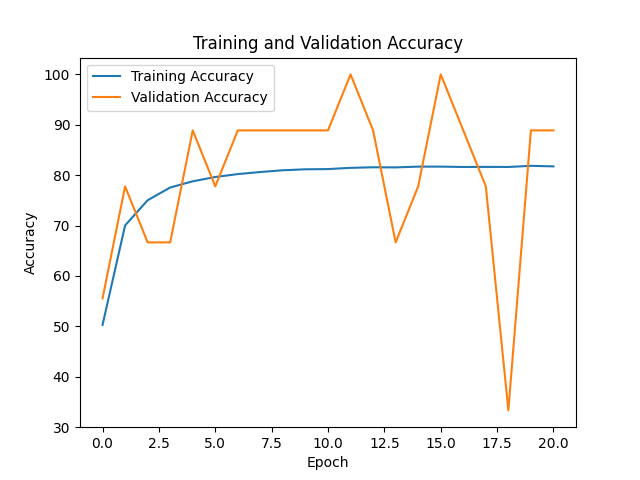 Training and Validation Accuracy
Training Accuracy
Validation Accuracy
100
90
80
70
60
50
40
30
Accuracy
0.0 2.5 5.0 7.5 10.0 12.5 15.0 17.5 20.0
Epoch